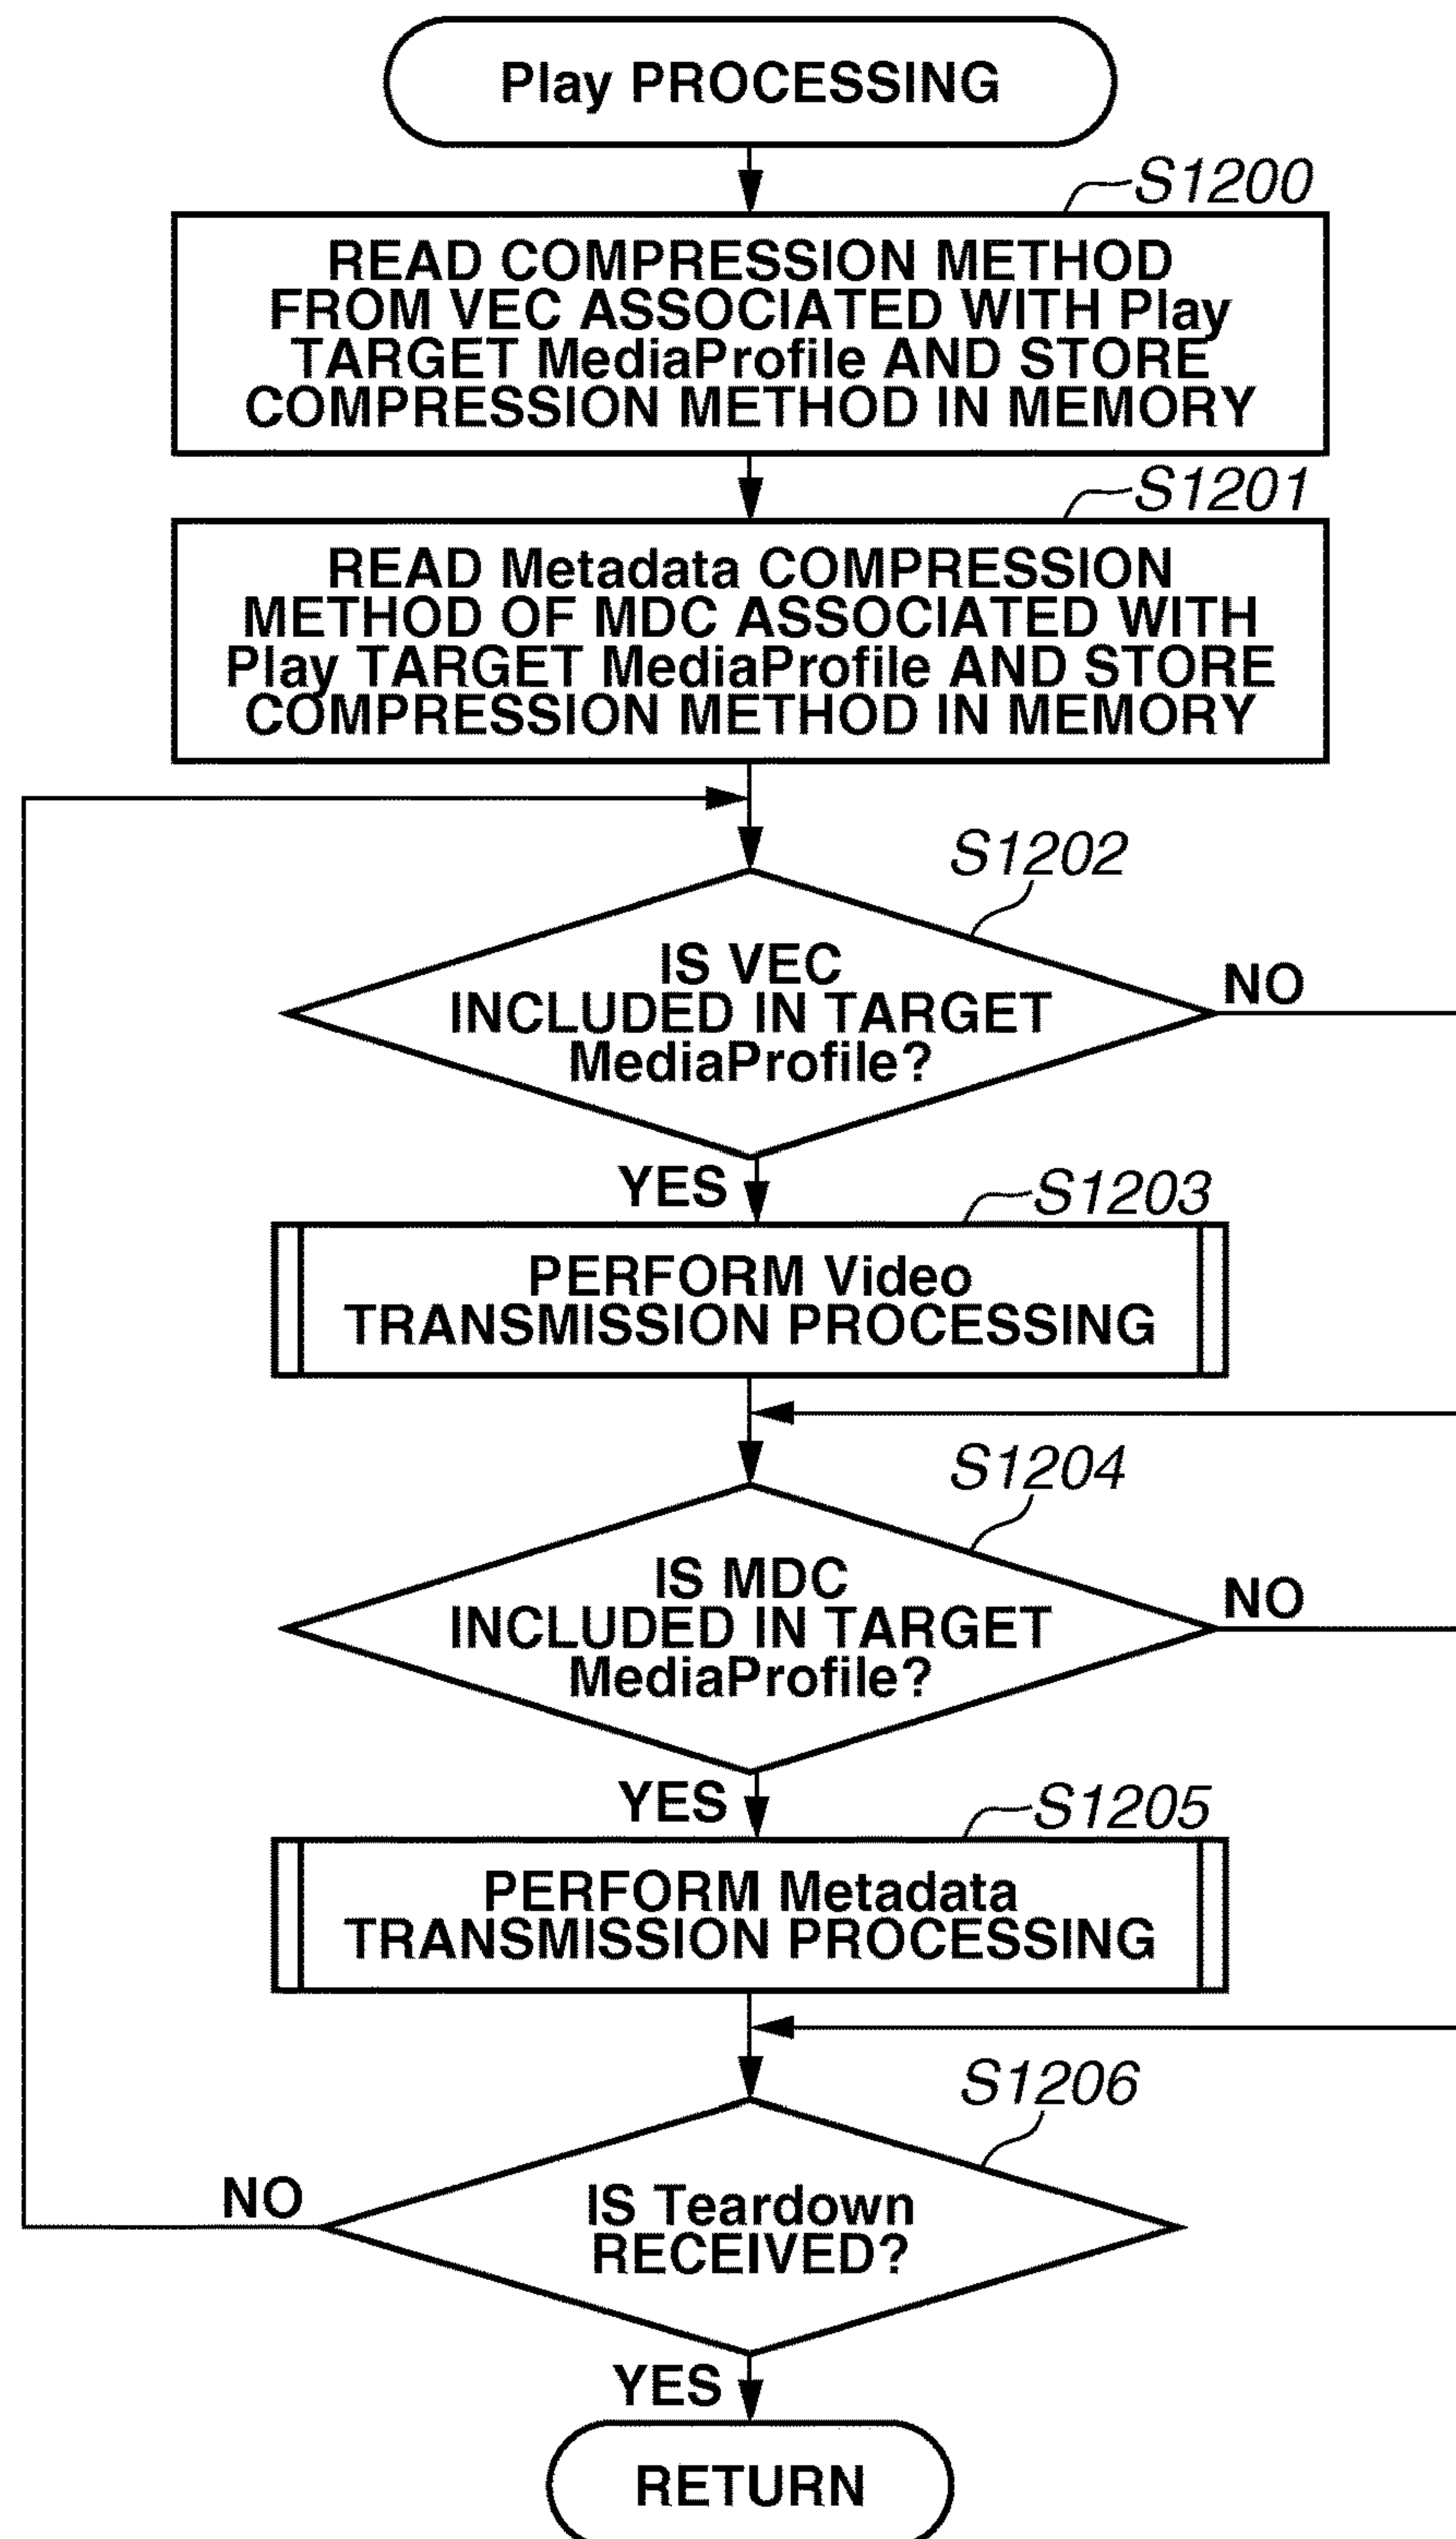 Play PROCESSING
S1200
READ COMPRESSION METHOD
FROM VEC ASSOCIATED WITH Play
TARGET MediaProfile AND STORE
COMPRESSION METHOD IN MEMORY
S1201
READ Metadata COMPRESSION
METHOD OF MDC ASSOCIATED WITH
Play TARGET MediaProfile AND STORE
COMPRESSION METHOD IN MEMORY
S1202
IS VEC
INCLUDED IN TARGET
MediaProfile?
NO
YES
S1203
PERFORM Video
TRANSMISSION PROCESSING
S1204
IS MDC
INCLUDED IN TARGET
MediaProfile?
NO
YES
S1205
PERFORM Metadata
TRANSMISSION PROCESSING
S1206
IS Teardown
RECEIVED?
NO
YES
RETURN